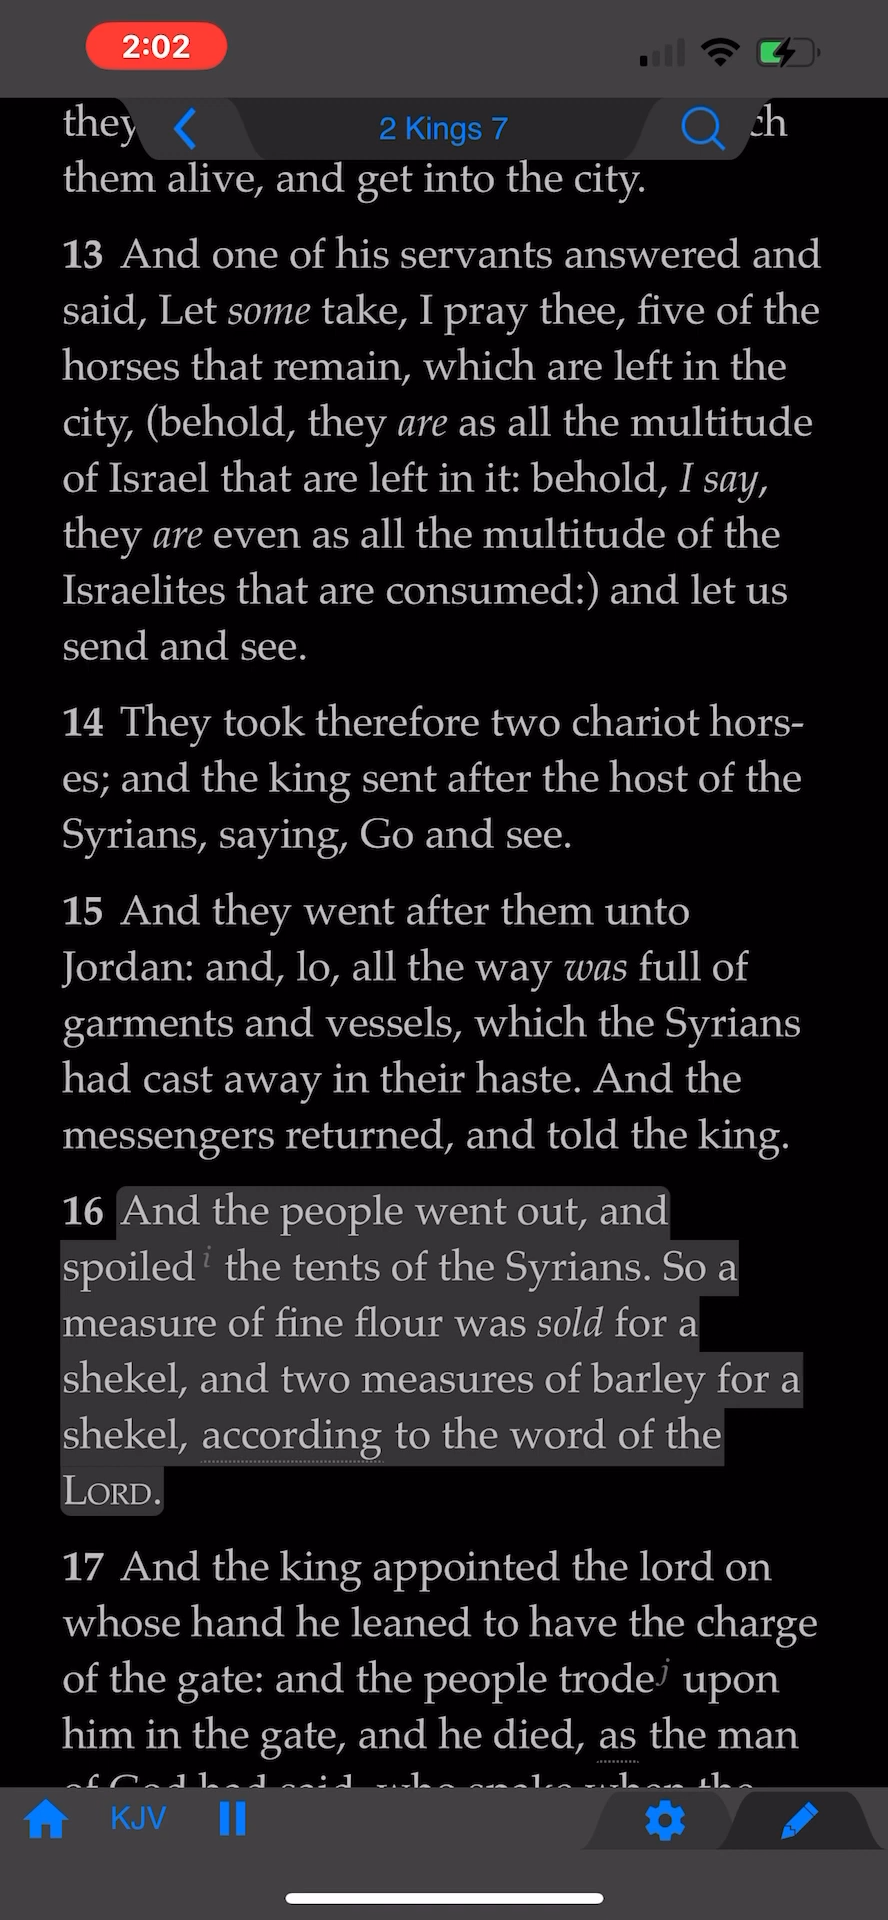 2:02
they
2 Kings 7
ch
them alive, and get into the city.
13 And one of his servants answered and
said, Let some take, I pray thee, five of the
horses that remain, which are left in the
city, (behold, they are as all the multitude
of Israel that are left in it: behold, I say,
they are even as all the multitude of the
Israelites that are consumed:) and let us
send and see.
14 They took therefore two chariot hors-
es; and the king sent after the host of the
Syrians, saying, Go and see.
15 And they went after them unto
Jordan: and, lo, all the way was full of
garments and vessels, which the Syrians
had cast away in their haste. And the
messengers returned, and told the king.
16 And the people went out, and
spoiled i the tents of the Syrians. So a
measure of fine flour was sold for a
shekel, and two measures of barley for a
shekel, according to the word of the
LORD.
17 And the king appointed the lord on
whose hand he leaned to have the charge
of the gate: and the people trode j upon
him in the gate, and he died, as the man
of God had said, who spake when the
KJV